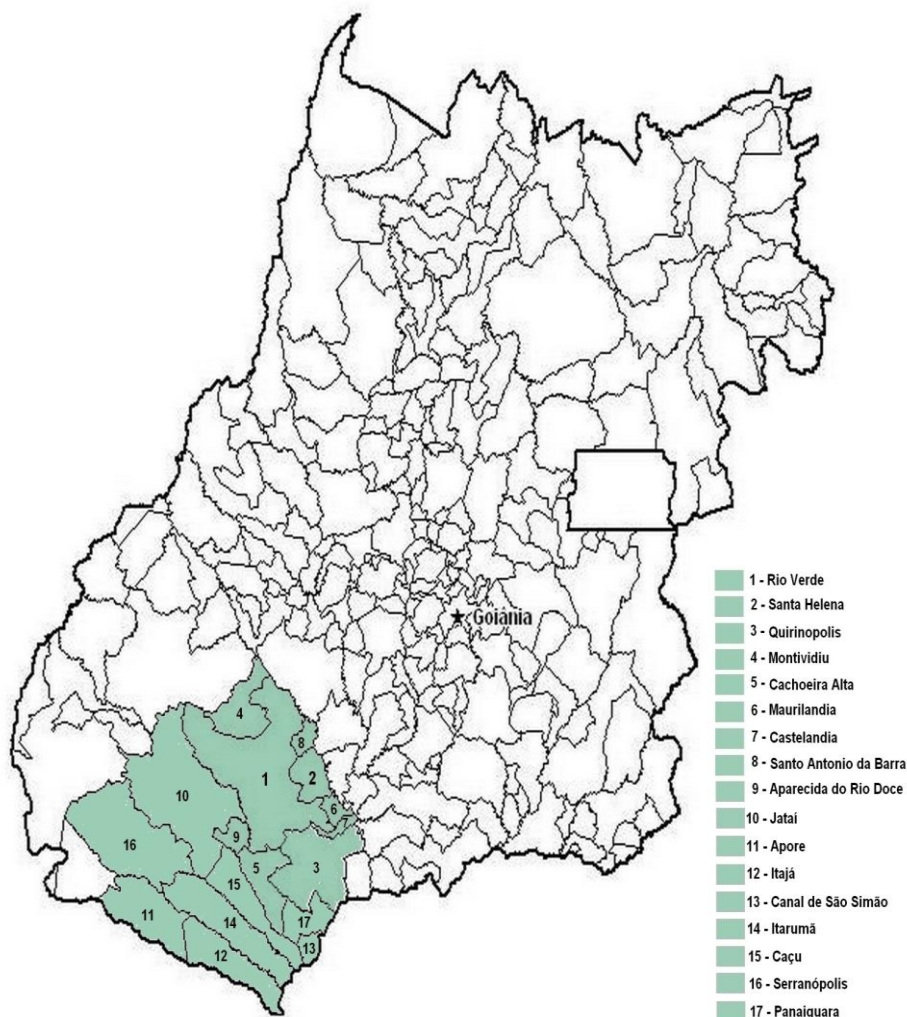 ★ Goiânia
4
8
1
2
10
6
7
9
16
5
3
15
11
14
17
13
12
1 - Rio Verde
2 - Santa Helena
3 - Quirinopolis
4 - Montividiu
5 - Cachoeira Alta
6 - Maurilandia
7 - Castelandia
8 - Santo Antonio da Barra
9 - Aparecida do Rio Doce
10 - Jataí
11 - Apore
12 - Itajá
13 - Canal de São Simão
14 - Itarumã
15 - Caçu
16 - Serranópolis
17 - Panaiguara